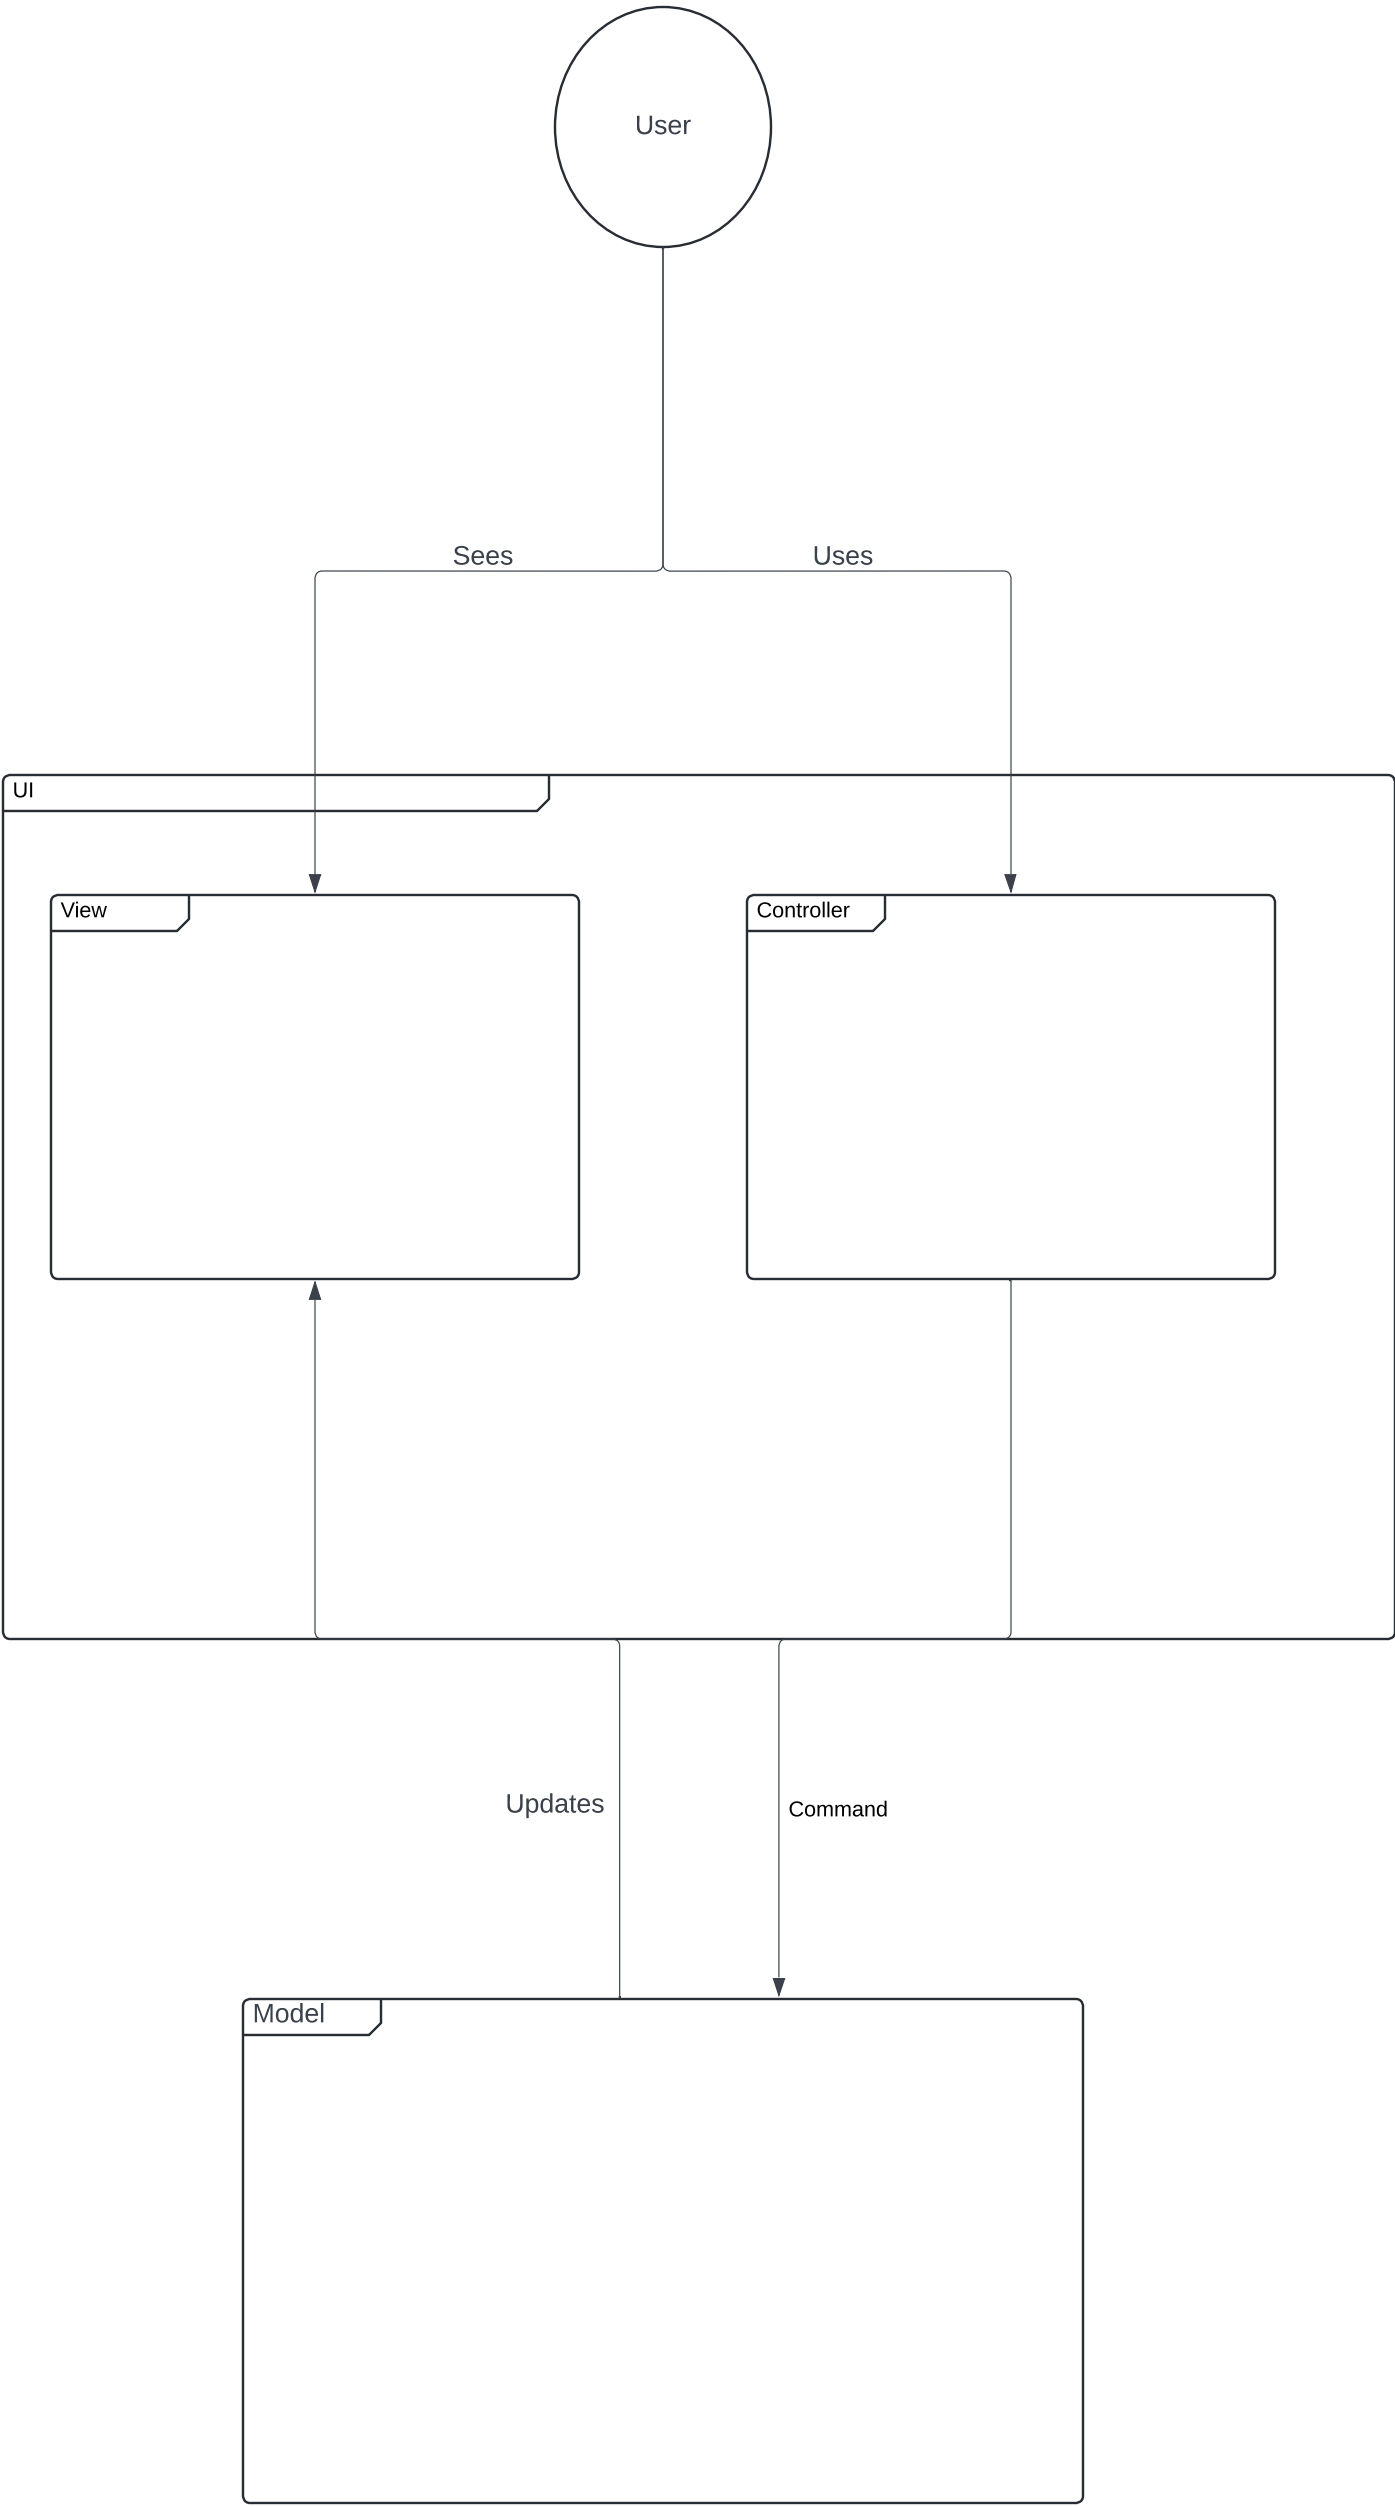 User
Sees
Uses
UI
View
Controller
Updates
Command
Model